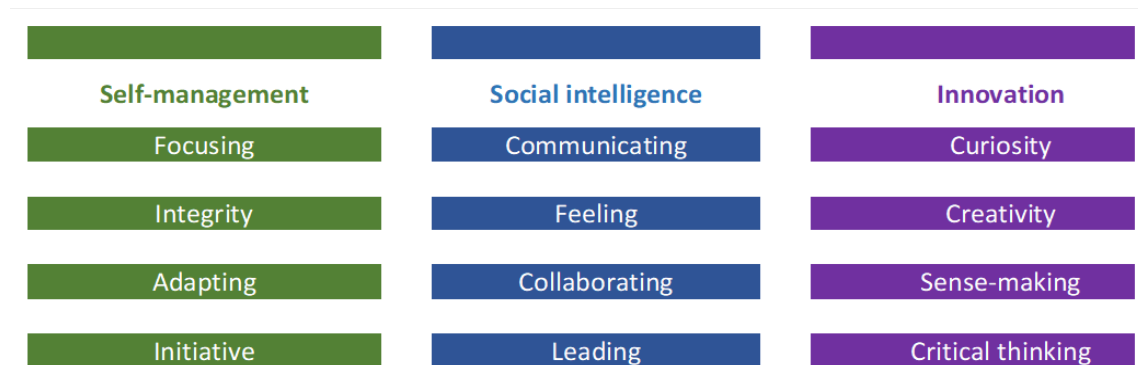 Self-management
Social intelligence
Innovation
Focusing
Communicating
Curiosity
Integrity
Feeling
Creativity
Adapting
Collaborating
Sense-making
Initiative
Leading
Critical thinking